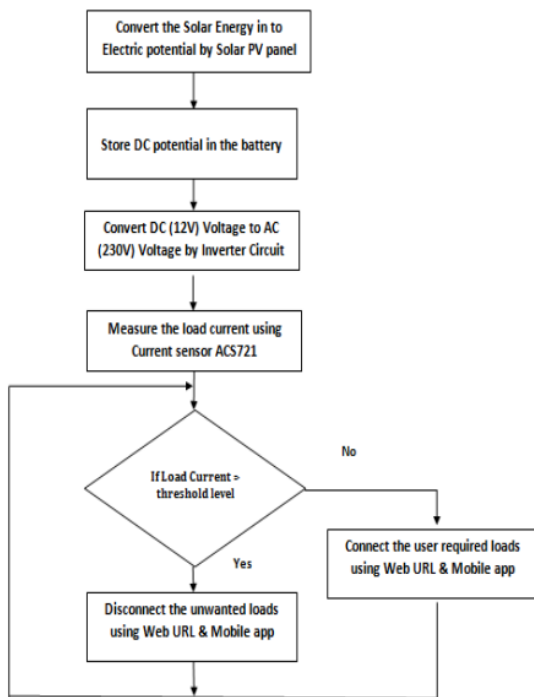 Convert the Solar Energy in to
Electric potential by Solar PV panel
Store DC potential in the battery
Convert DC (12V) Voltage to AC
(230V) Voltage by Inverter Circuit
Measure the load current using
Current sensor ACS721
If Load Current >
threshold level
No
Yes
Connect the user required loads
using Web URL & Mobile app
Disconnect the unwanted loads
using Web URL & Mobile app